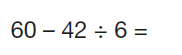 60 – 42 ÷ 6 =